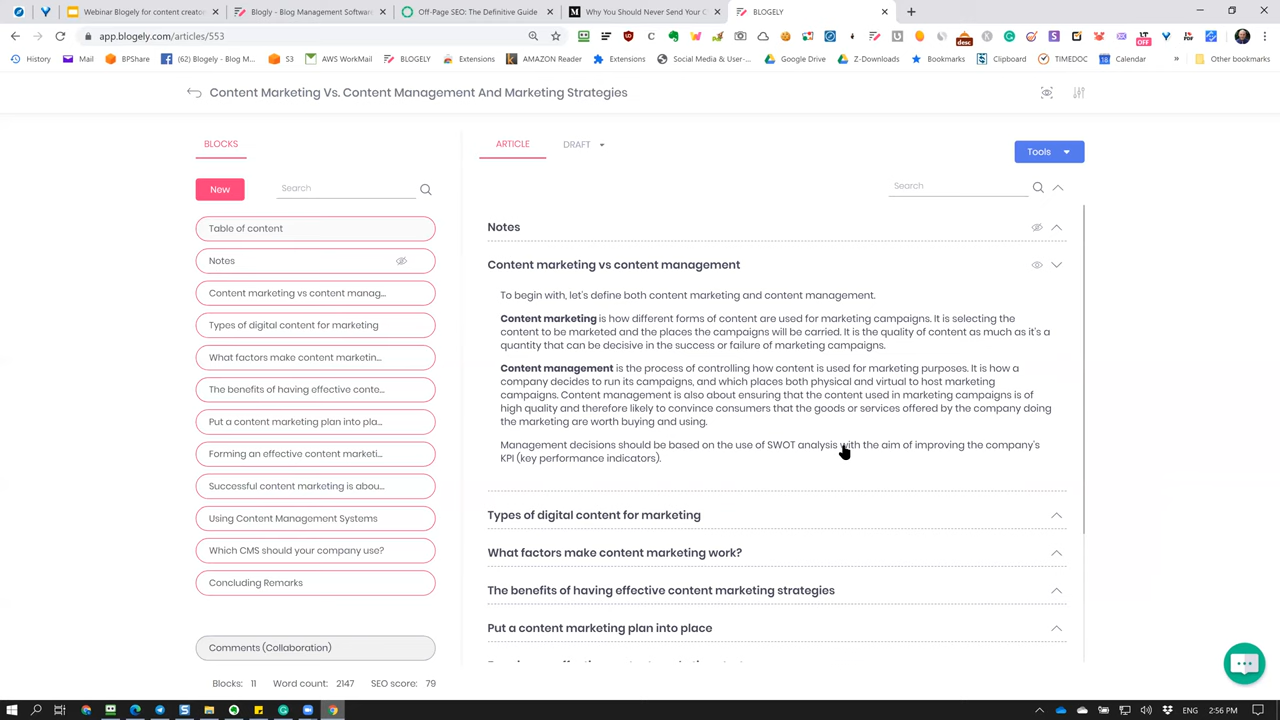 Webinar Blogely for content creato
Blogly - Blog Management Softwar
Off-Page SEO: The Definitive Guide
Why You Should Never Send Your C
BLOGELY
app.blogely.com/articles/553
History
Mail
BPShare
(62) Blogely - Blog M...
S3
AWS WorkMail
BLOGELY
Extensions
AMAZON Reader
Extensions
Social Media & User-...
Google Drive
Z-Downloads
Bookmarks
Clipboard
TIMEDOC
Calendar
»
Other bookmarks
Content Marketing Vs. Content Management And Marketing Strategies
BLOCKS
ARTICLE
DRAFT
Tools
New
Search
Search
Table of content
Notes
Content marketing vs content manag...
Types of digital content for marketing
What factors make content marketin...
The benefits of having effective conte...
Put a content marketing plan into pla...
Forming an effective content marketi...
Successful content marketing is abou...
Using Content Management Systems
Which CMS should your company use?
Concluding Remarks
Comments (Collaboration)
Blocks: 11 Word count: 2147 SEO score: 79
Notes
Content marketing vs content management
To begin with, let's define both content marketing and content management.
Content marketing is how different forms of content are used for marketing campaigns. It is selecting the
content to be marketed and the places the campaigns will be carried. It is the quality of content as much as it's a
quantity that can be decisive in the success or failure of marketing campaigns.
Content management is the process of controlling how content is used for marketing purposes. It is how a
company decides to run its campaigns, and which places both physical and virtual to host marketing
campaigns. Content management is also about ensuring that the content used in marketing campaigns is of
high quality and therefore likely to convince consumers that the goods or services offered by the company doing
the marketing are worth buying and using.
Management decisions should be based on the use of SWOT analysis with the aim of improving the company's
KPI (key performance indicators).
Types of digital content for marketing
What factors make content marketing work?
The benefits of having effective content marketing strategies
Put a content marketing plan into place
ENG
2:56 PM